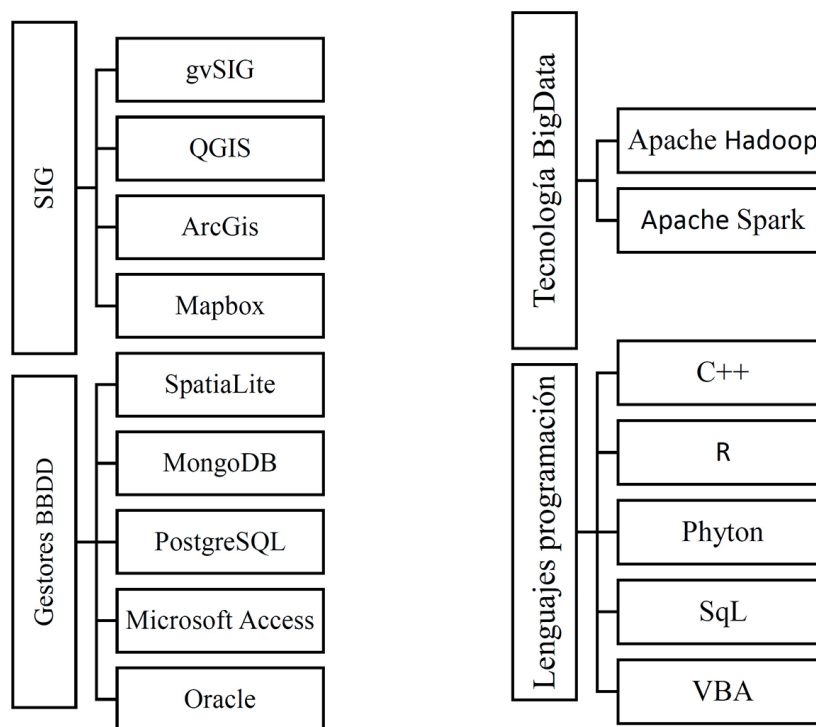 SIG
gvSIG
QGIS
ArcGis
Mapbox
Gestores BBDD
SpatiaLite
MongoDB
PostgreSQL
Microsoft Access
Oracle
Tecnología BigData
Apache Hadoop
Apache Spark
Lenguajes programación
C++
R
Phyton
SqL
VBA